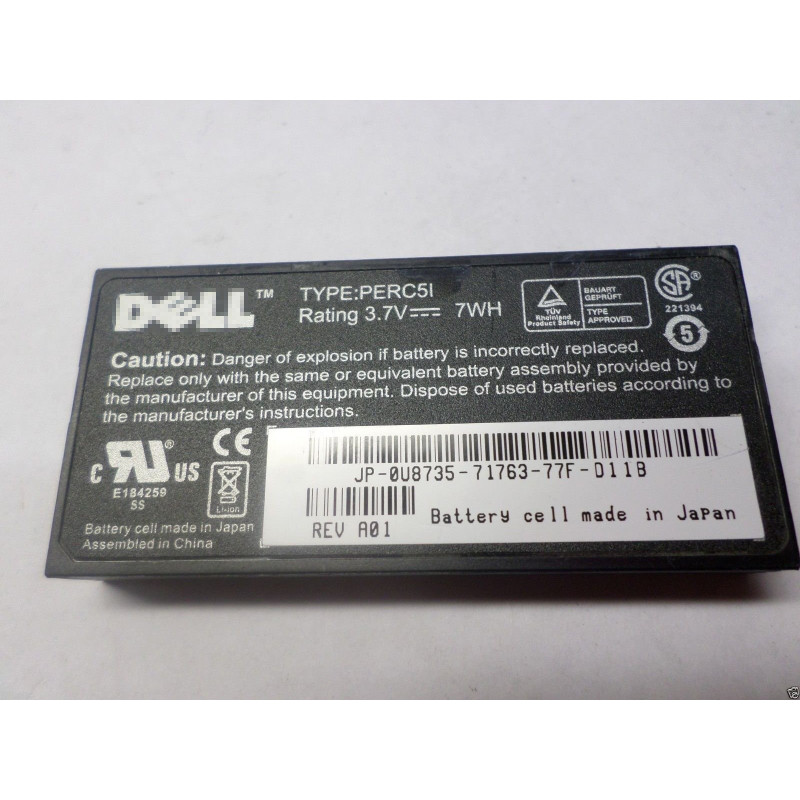 DELL™
TYPE:PERC5I
Rating 3.7V⎓ 7WH
TÜV
Rheinland
Product Safety
BAUART
GEPRÜFT
TYPE
APPROVED
SA®
221394
5
Caution: Danger of explosion if battery is incorrectly replaced.
Replace only with the same or equivalent battery assembly provided by
the manufacturer of this equipment. Dispose of used batteries according to
the manufacturer's instructions.
C RU® US
E184259
SS
CE
Li-ion
Battery cell made in Japan
Assembled in China
JP-0U8735-71763-77F-D11B
REV A01
Battery cell made in Japan